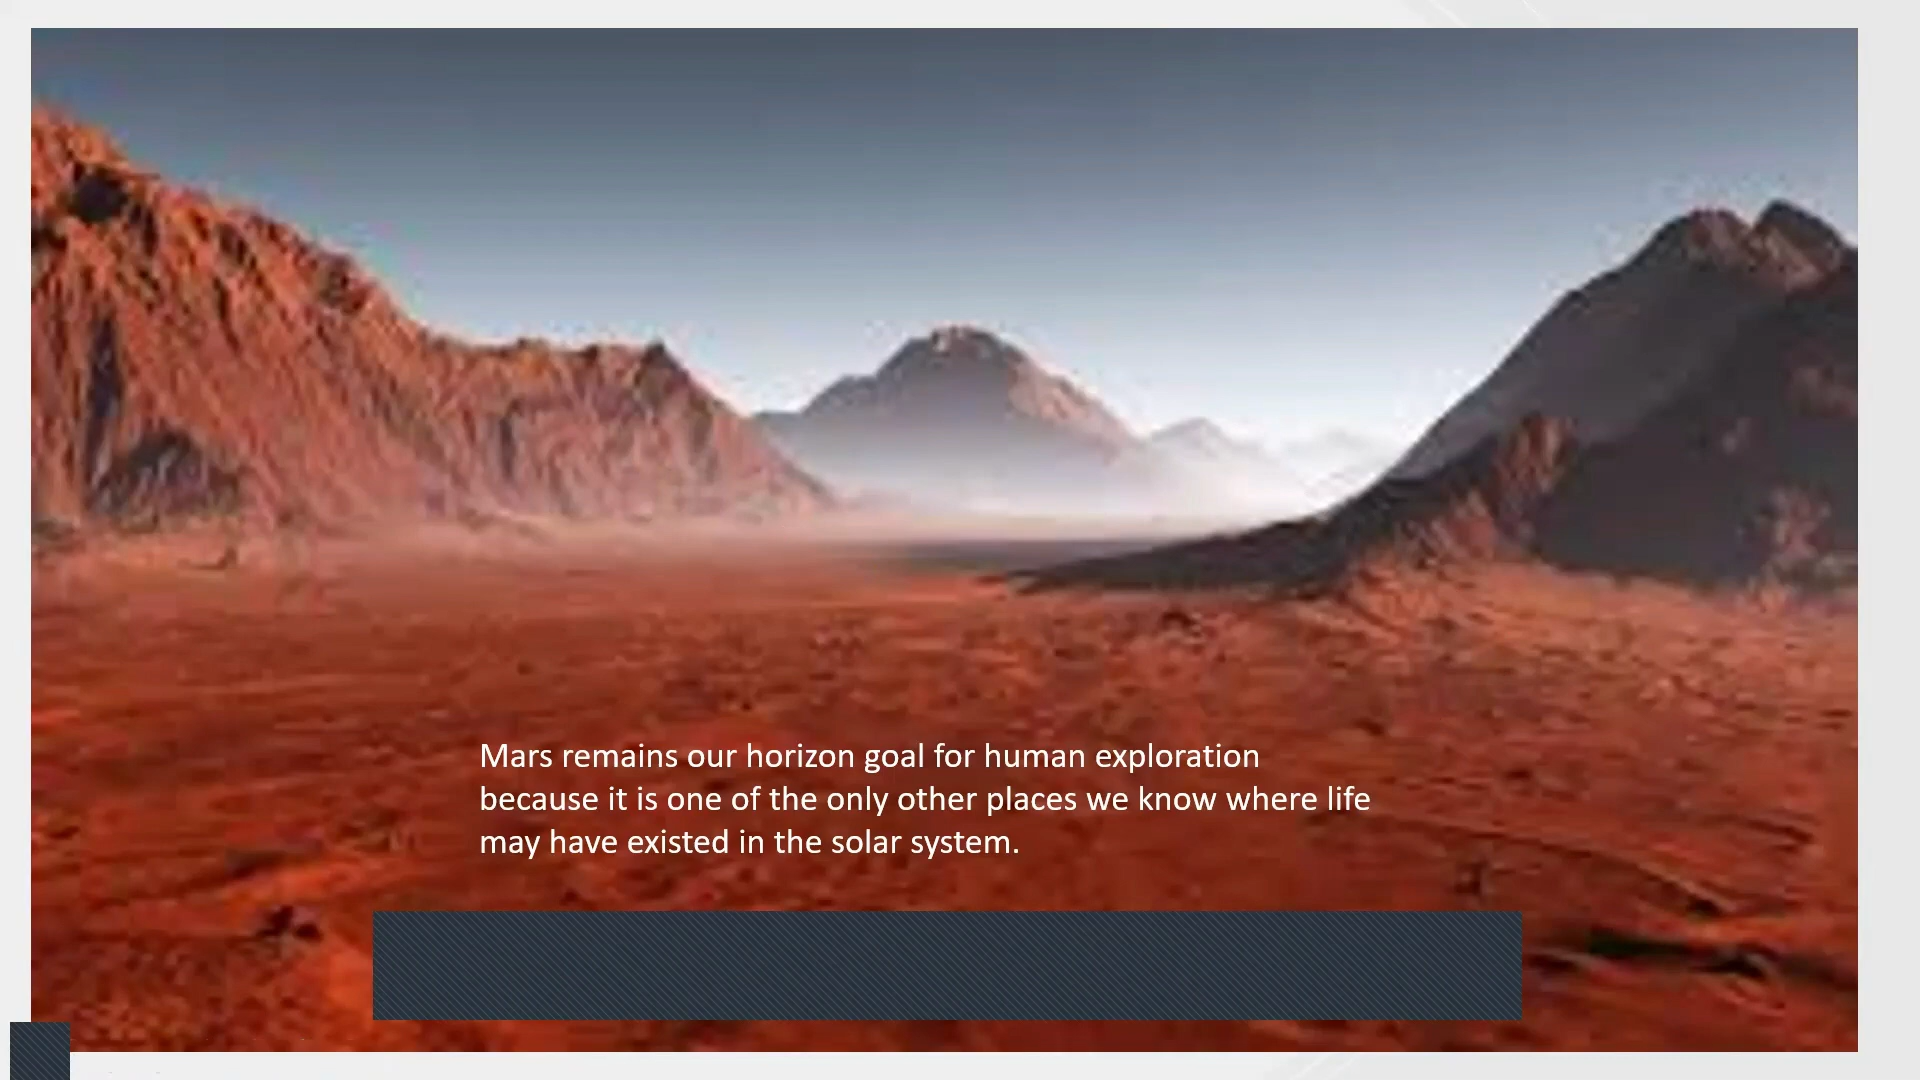 Mars remains our horizon goal for human exploration
because it is one of the only other places we know where life
may have existed in the solar system.